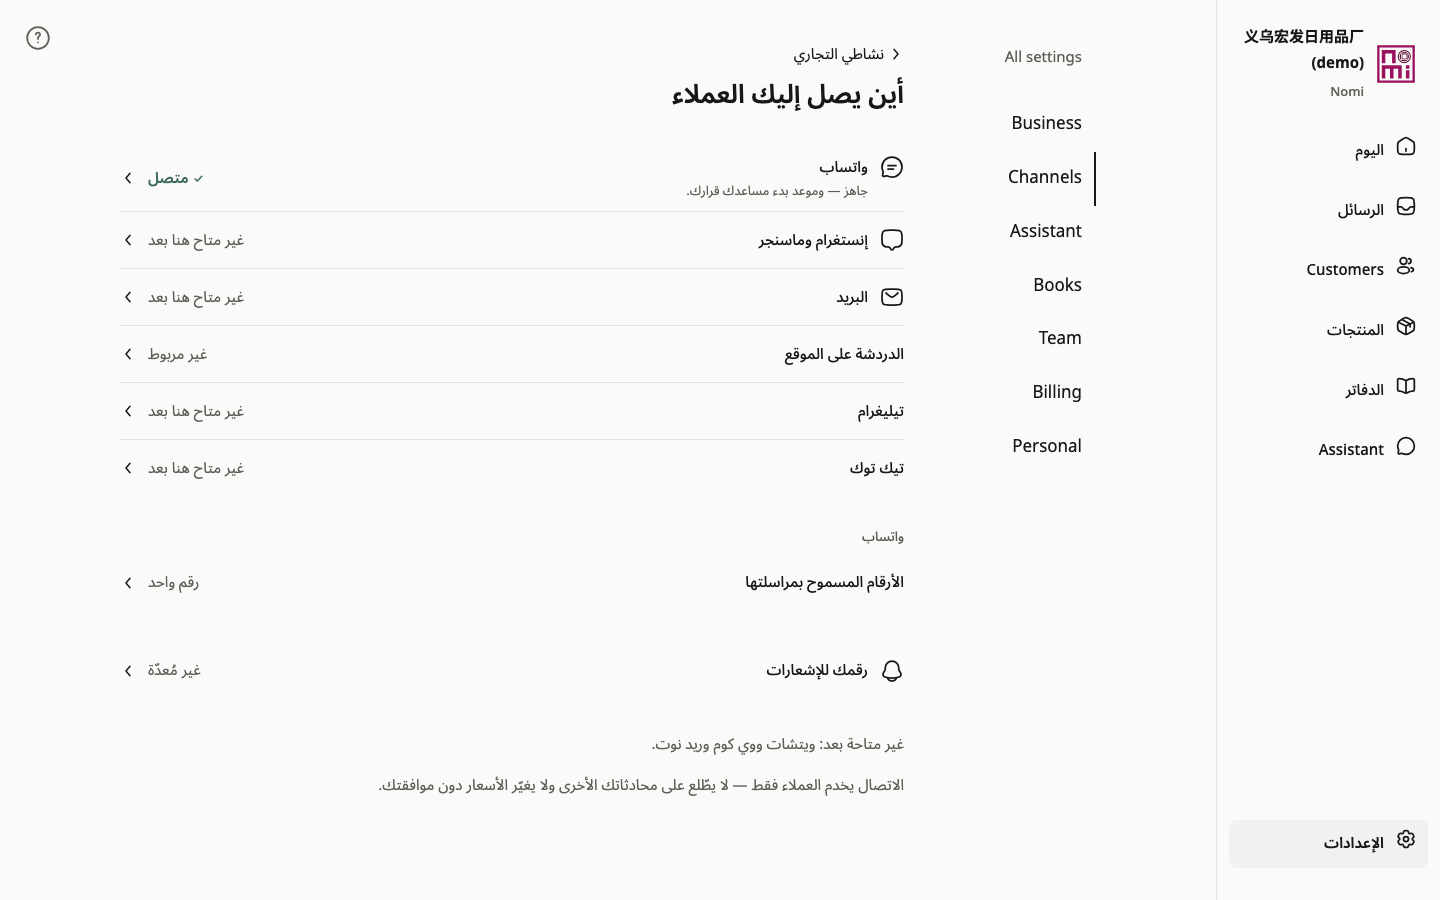 义乌宏发日用品厂
(demo)
Nomi
اليوم
الرسائل
Customers
المنتجات
الدفاتر
Assistant
الإعدادات
All settings
Business
Channels
Assistant
Books
Team
Billing
Personal
نشاطي التجاري
أين يصل إليك العملاء
واتساب
جاهز — وموعد بدء مساعدك قرارك.
متصل
إنستغرام وماسنجر
غير متاح هنا بعد
البريد
غير متاح هنا بعد
الدردشة على الموقع
غير مربوط
تيليغرام
غير متاح هنا بعد
تيك توك
غير متاح هنا بعد
واتساب
الأرقام المسموح بمراسلتها
رقم واحد
رقمك للإشعارات
غير مُعدّة
غير متاحة بعد: ويتشات ووي كوم وريد نوت.
الاتصال يخدم العملاء فقط — لا يطّلع على محادثاتك الأخرى ولا يغيّر الأسعار دون موافقتك.